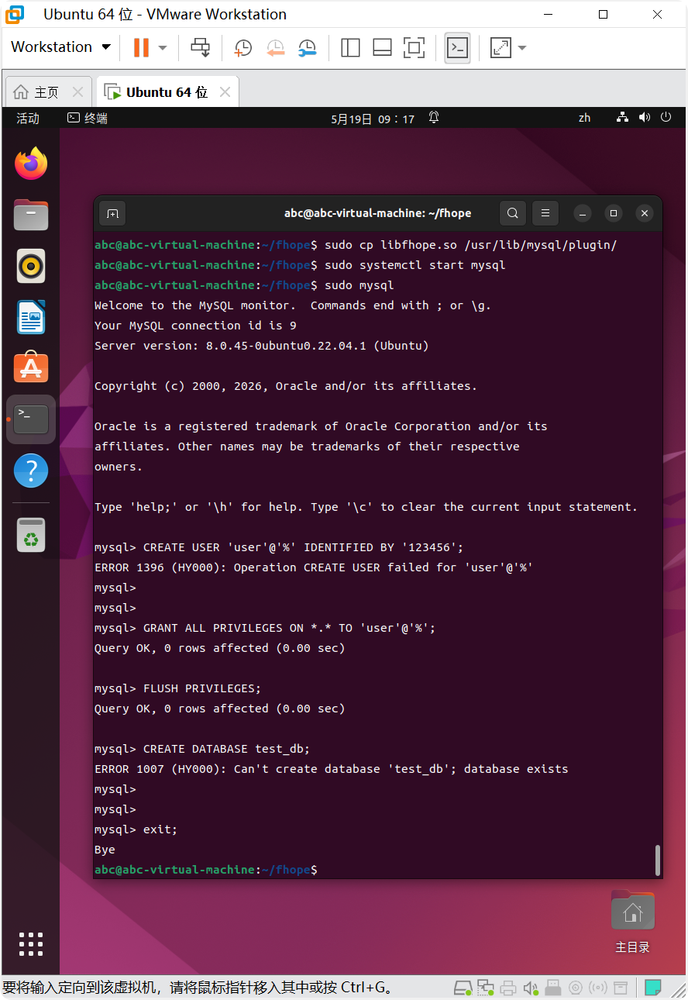 Ubuntu 64 位 - VMware Workstation
Workstation
主页
Ubuntu 64 位
活动
终端
5月19日 09：17
zh
abc@abc-virtual-machine: ~/fhope
abc@abc-virtual-machine:~/fhope$ sudo cp libfhope.so /usr/lib/mysql/plugin/
abc@abc-virtual-machine:~/fhope$ sudo systemctl start mysql
abc@abc-virtual-machine:~/fhope$ sudo mysql
Welcome to the MySQL monitor.  Commands end with ; or \g.
Your MySQL connection id is 9
Server version: 8.0.45-0ubuntu0.22.04.1 (Ubuntu)
Copyright (c) 2000, 2026, Oracle and/or its affiliates.
Oracle is a registered trademark of Oracle Corporation and/or its
affiliates. Other names may be trademarks of their respective
owners.
Type 'help;' or '\h' for help. Type '\c' to clear the current input statement.
mysql> CREATE USER 'user'@'%' IDENTIFIED BY '123456';
ERROR 1396 (HY000): Operation CREATE USER failed for 'user'@'%'
mysql>
mysql>
mysql> GRANT ALL PRIVILEGES ON *.* TO 'user'@'%';
Query OK, 0 rows affected (0.00 sec)
mysql> FLUSH PRIVILEGES;
Query OK, 0 rows affected (0.00 sec)
mysql> CREATE DATABASE test_db;
ERROR 1007 (HY000): Can't create database 'test_db'; database exists
mysql>
mysql>
mysql> exit;
Bye
abc@abc-virtual-machine:~/fhope$
主目录
要将输入定向到该虚拟机，请将鼠标指针移入其中或按 Ctrl+G。